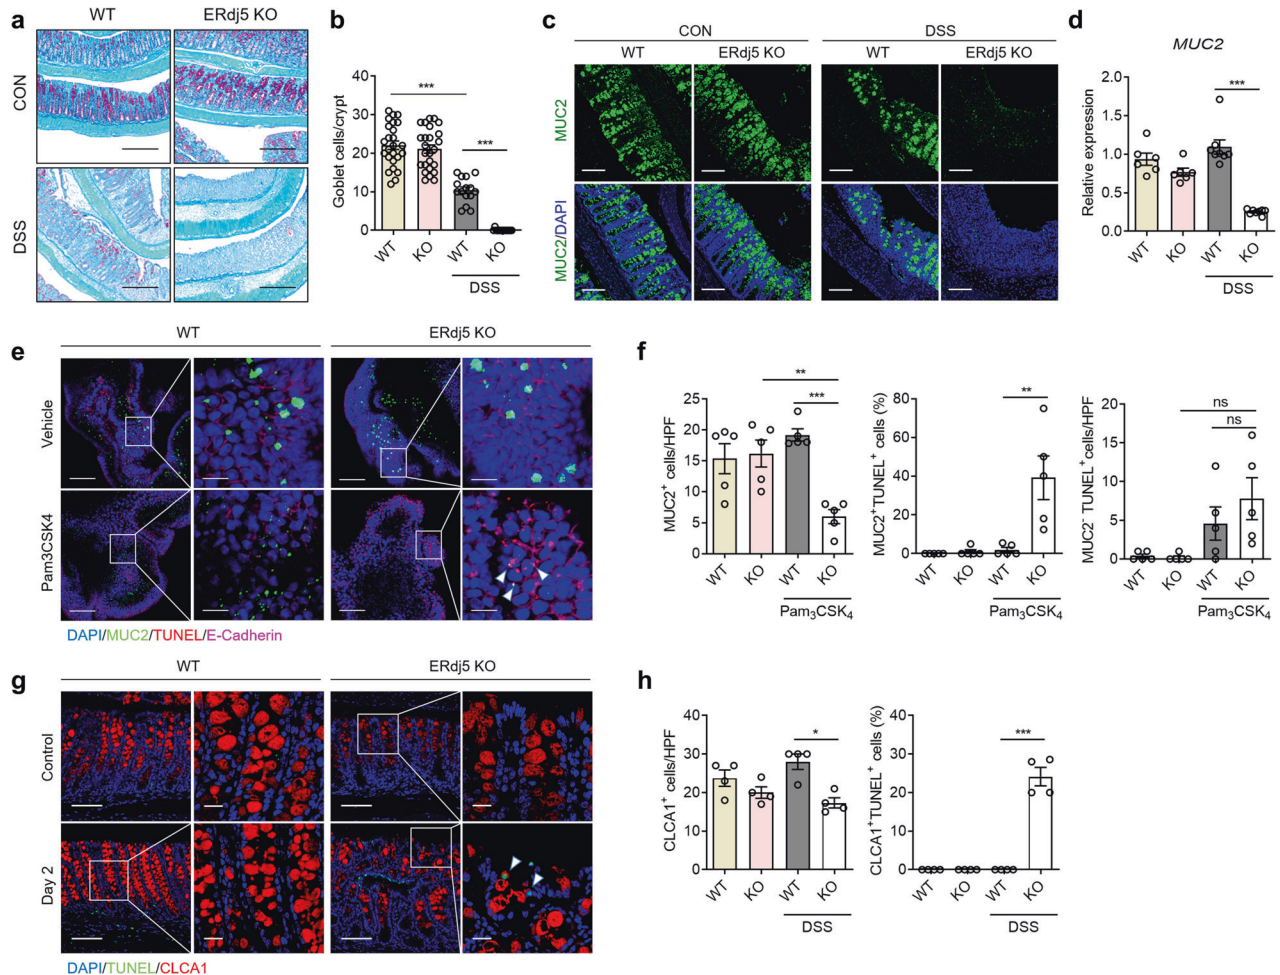 a
WT
ERdj5 KO
CON
DSS
b
Goblet cells/crypt
40
30
20
10
0
***
***
WT
KO
WT
KO
DSS
c
CON
DSS
WT
ERdj5 KO
WT
ERdj5 KO
MUC2
MUC2/DAPI
d
MUC2
Relative expression
2.0
1.5
1.0
0.5
0.0
***
WT
KO
WT
KO
DSS
e
WT
ERdj5 KO
Vehicle
Pam3CSK4
DAPI/MUC2/TUNEL/E-Cadherin
f
MUC2⁺ cells/HPF
25
20
15
10
5
0
**
***
WT
KO
WT
KO
Pam₃CSK₄
MUC2⁺TUNEL⁺ cells (%)
80
60
40
20
0
**
WT
KO
WT
KO
Pam₃CSK₄
MUC2⁻ TUNEL⁺cells/HPF
20
15
10
5
0
ns
ns
WT
KO
WT
KO
Pam₃CSK₄
g
WT
ERdj5 KO
Control
Day 2
DAPI/TUNEL/CLCA1
h
CLCA1⁺ cells/HPF
40
30
20
10
0
*
WT
KO
WT
KO
DSS
CLCA1⁺TUNEL⁺ cells (%)
40
30
20
10
0
***
WT
KO
WT
KO
DSS